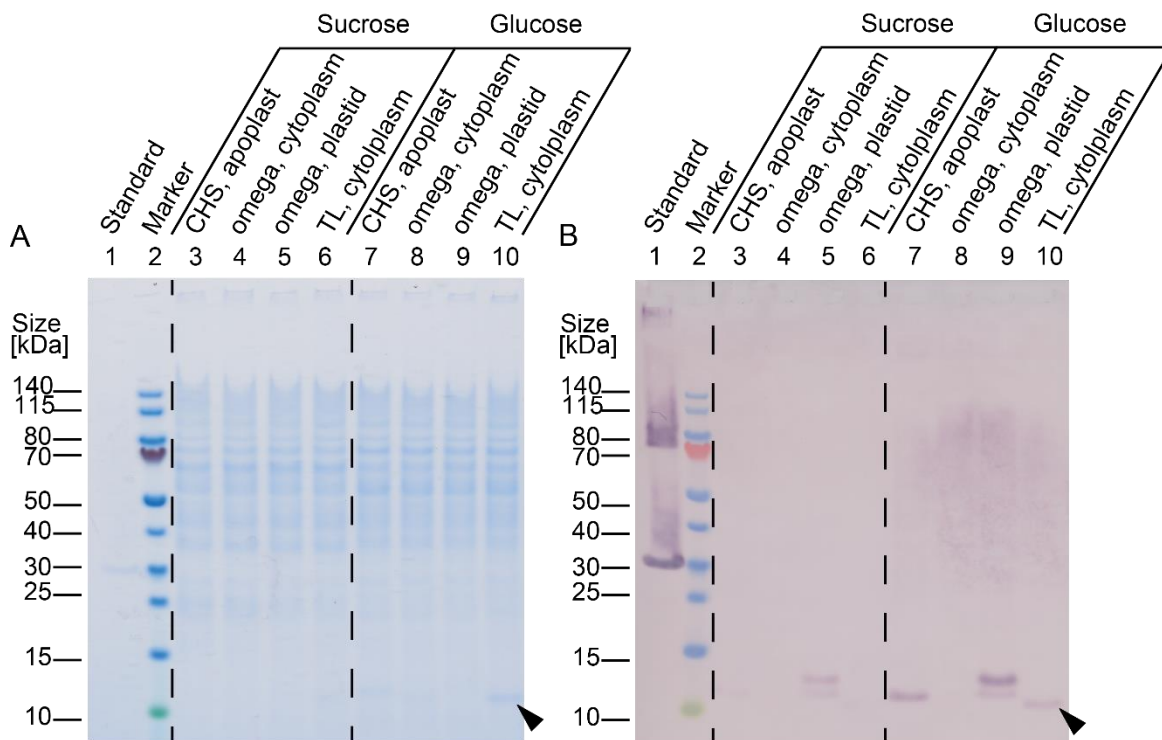 Sucrose Glucose
Standard
Marker
CHS, apoplast
omega, cytoplasm
omega, plastid
TL, cytolplasm
CHS, apoplast
omega, cytoplasm
omega, plastid
TL, cytolplasm
A
1 2 3 4 5 6 7 8 9 10
Size
[kDa]
140
115
80
70
50
40
30
25
15
10
Sucrose Glucose
Standard
Marker
CHS, apoplast
omega, cytoplasm
omega, plastid
TL, cytolplasm
CHS, apoplast
omega, cytoplasm
omega, plastid
TL, cytolplasm
B
1 2 3 4 5 6 7 8 9 10
Size
[kDa]
140
115
80
70
50
40
30
25
15
10